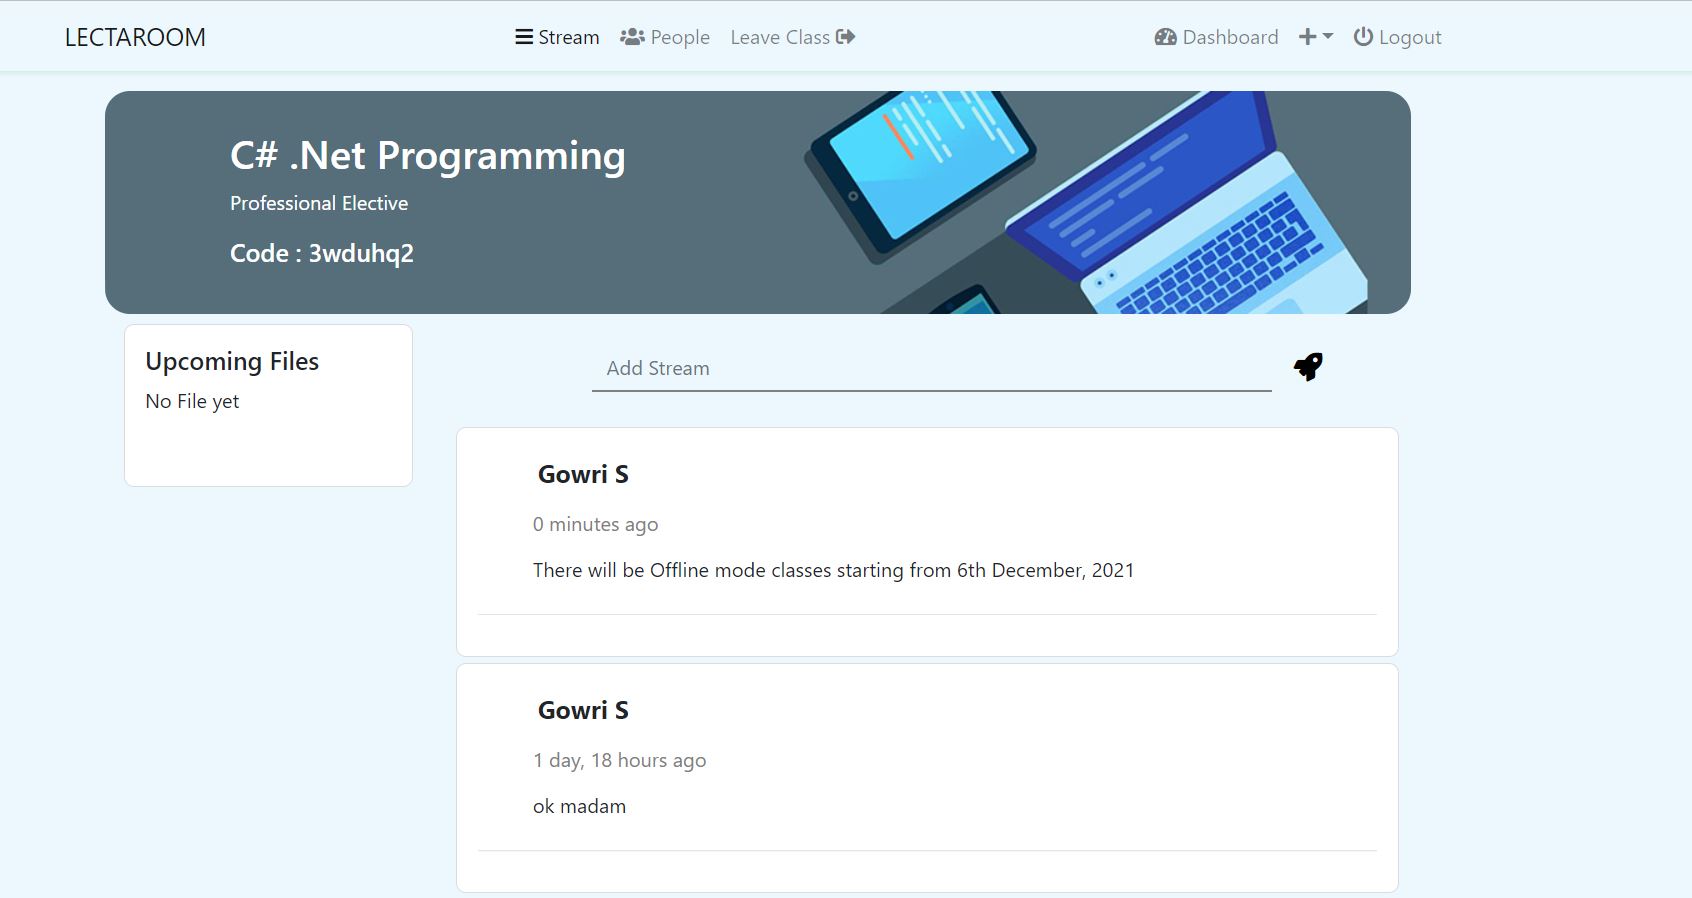 LECTAROOM
Stream People Leave Class
Dashboard Logout
C# .Net Programming
Professional Elective
Code : 3wduhq2
Upcoming Files
No File yet
Add Stream
Gowri S
0 minutes ago
There will be Offline mode classes starting from 6th December, 2021
Gowri S
1 day, 18 hours ago
ok madam